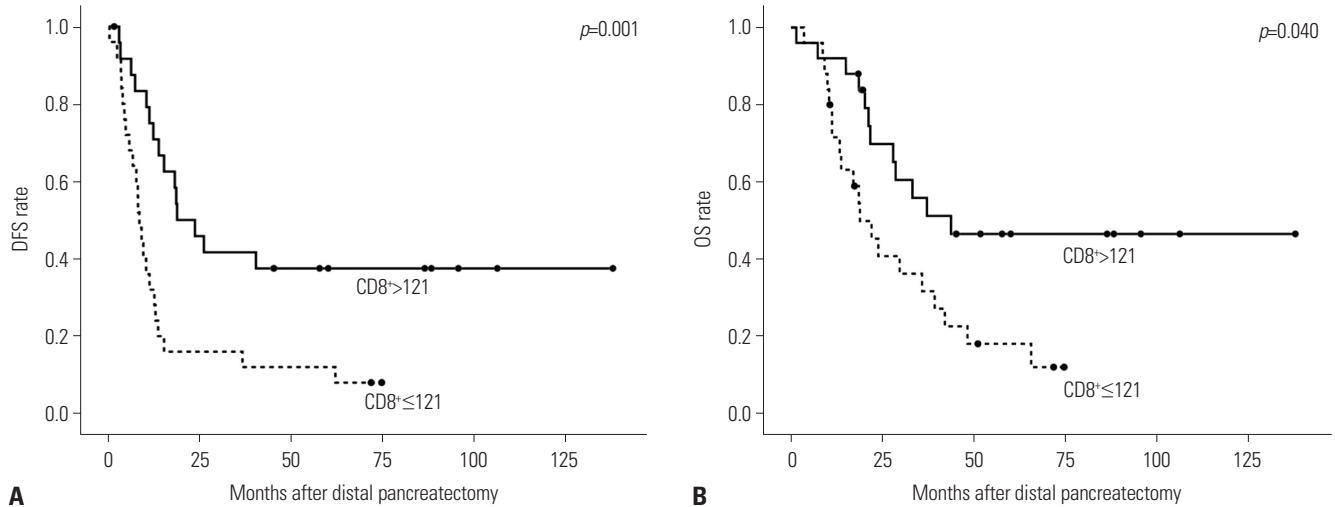 p=0.001
1.0
0.8
0.6
0.4
0.2
0.0
DFS rate
CD8⁺>121
CD8⁺≤121
0 25 50 75 100 125
Months after distal pancreatectomy
A
p=0.040
1.0
0.8
0.6
0.4
0.2
0.0
OS rate
CD8⁺>121
CD8⁺≤121
0 25 50 75 100 125
Months after distal pancreatectomy
B